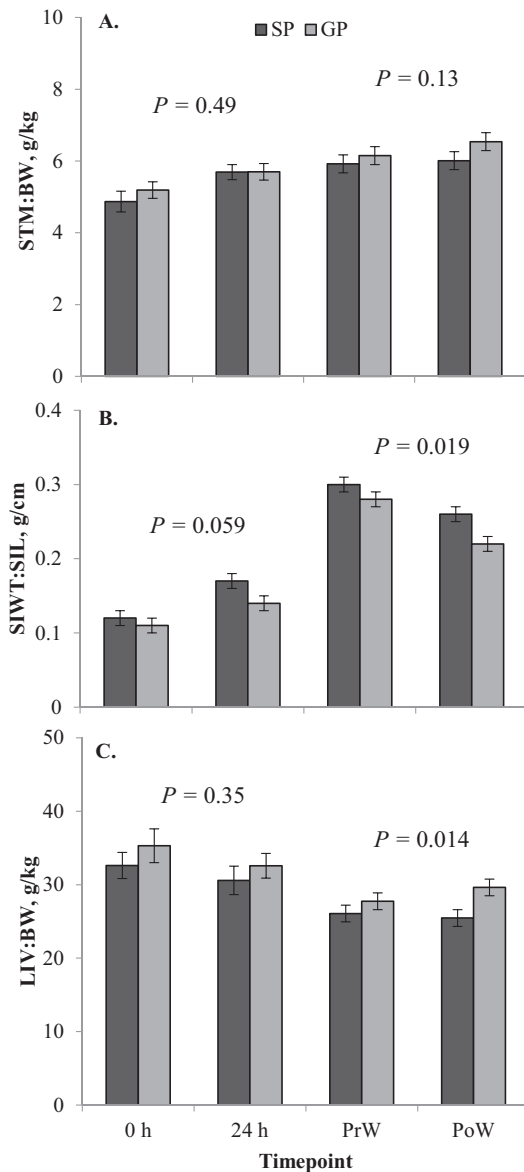 A.
SP GP
P = 0.49
P = 0.13
STM:BW, g/kg
10
8
6
4
2
0
B.
P = 0.059
P = 0.019
SIWT:SIL, g/cm
0.4
0.3
0.2
0.1
0
C.
P = 0.35
P = 0.014
LIV:BW, g/kg
50
40
30
20
10
0
0 h 24 h PrW PoW
Timepoint